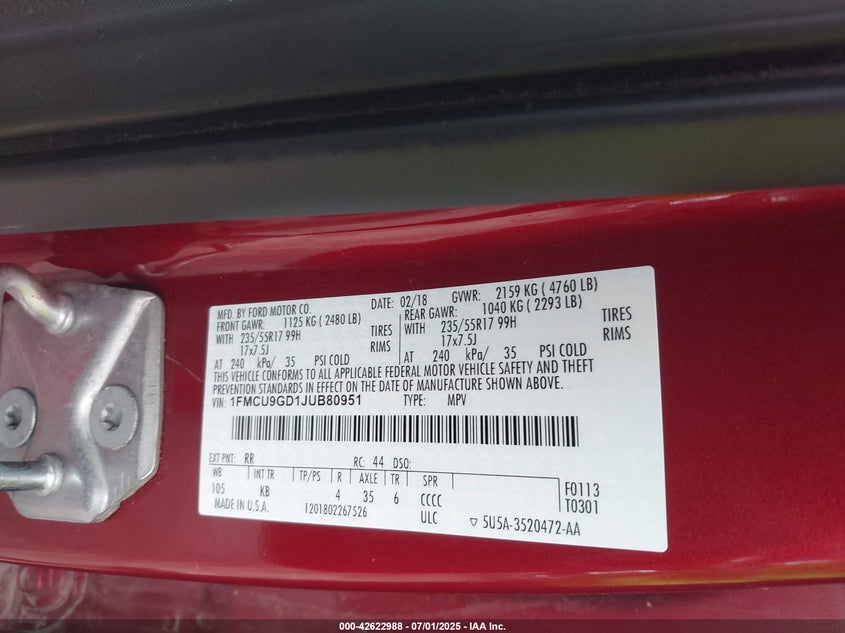 MFD. BY FORD MOTOR CO. DATE: 02/18 GVWR: 2159 KG ( 4760 LB)
FRONT GAWR: 1125 KG ( 2480 LB) REAR GAWR: 1040 KG ( 2293 LB)
WITH 235/55R17 99H TIRES WITH 235/55R17 99H TIRES
17x7.5J RIMS 17x7.5J RIMS
AT 240 kPa/ 35 PSI COLD AT 240 kPa/ 35 PSI COLD
THIS VEHICLE CONFORMS TO ALL APPLICABLE FEDERAL MOTOR VEHICLE SAFETY AND THEFT
PREVENTION STANDARDS IN EFFECT ON THE DATE OF MANUFACTURE SHOWN ABOVE.
VIN: 1FMCU9GD1JUB80951 TYPE: MPV
EXT PNT: RR RC: 44 DSO:
WB INT TR TP/PS R AXLE TR SPR
105 KB 4 35 6 CCCC F0113
MADE IN U.S.A. 1201802267526 ULC T0301
▽ 5U5A-3520472-AA
000-42622988 - 07/01/2025 - IAA Inc.